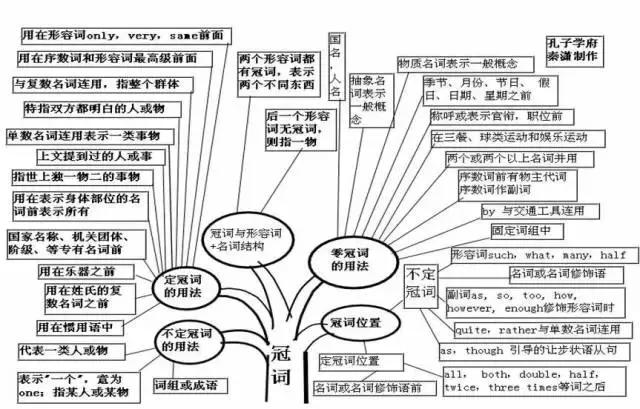 用在形容词only，very，same前面
用在序数词和形容词最高级前面
与复数名词连用，指整个群体
特指双方都明白的人或物
单数名词连用表示一类事物
上文提到过的人或事
指世上独一物二的事物
用在表示身体部位的名
词前表示所有
国家名称、机关团体、
阶级、等专有名词前
用在乐器之前
用在姓氏的复
数名词之前
用在惯用语中
定冠词
的用法
代表一类人或物
表示"一个"，意为
one；指某人或某物
词组或成语
不定冠词
的用法
两个形容词都
有冠词，表示
两个不同东西
后一个形容
词无冠词，
则指一物
冠词与形容词
+名词结构
国名，人名
抽象名
词表示
一般概
念
物质名词表示一般概念
季节、月份、节日、假
日、日期、星期之前
称呼或表示官衔，职位前
在三餐、球类运动和娱乐运动
两个或两个以上名词并用
序数词前有物主代词
序数词作副词
by 与交通工具连用
固定词组中
零冠词
的用法
孔子学府
秦潇制作
冠词位置
不定
冠词
形容词such，what，many，half
名词或名词修饰语
副词as，so，too，how，
however，enough修饰形容词时
quite，rather与单数名词连用
as，though 引导的让步状语从句
定冠词位置
all， both，double，half，
twice，three times等词之后
名词或名词修饰语前
冠
词